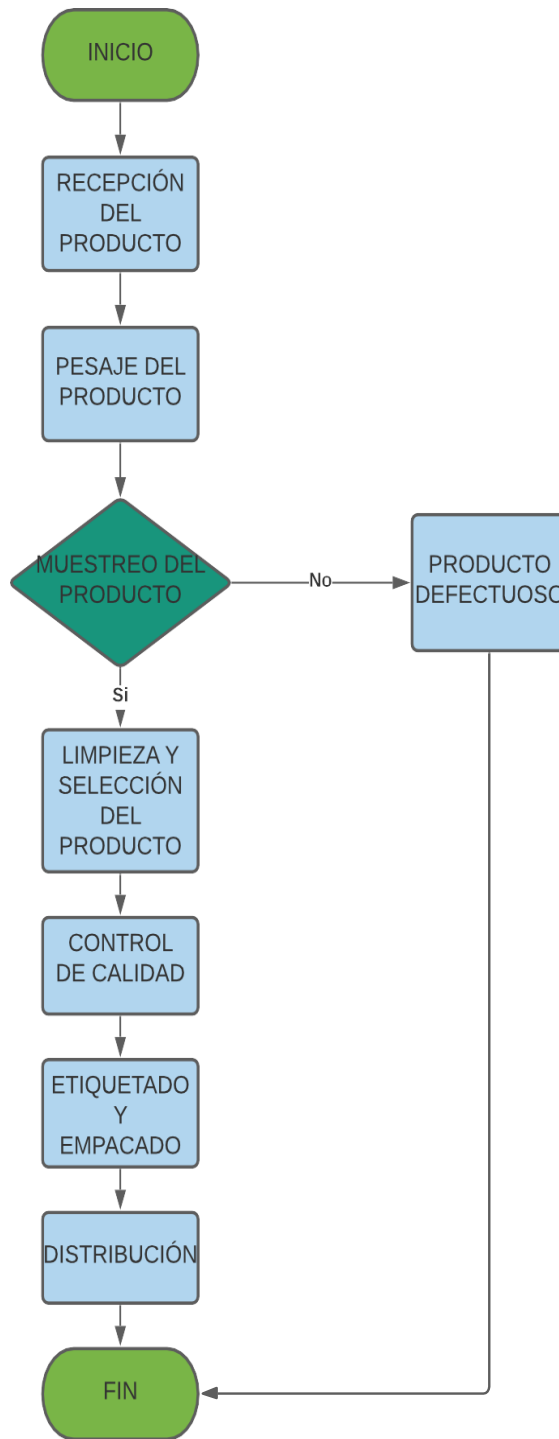 INICIO
RECEPCIÓN
DEL
PRODUCTO
PESAJE DEL
PRODUCTO
MUESTREO DEL
PRODUCTO
No
PRODUCTO
DEFECTUOSO
Si
LIMPIEZA Y
SELECCIÓN
DEL
PRODUCTO
CONTROL
DE CALIDAD
ETIQUETADO
Y
EMPACADO
DISTRIBUCIÓN
FIN